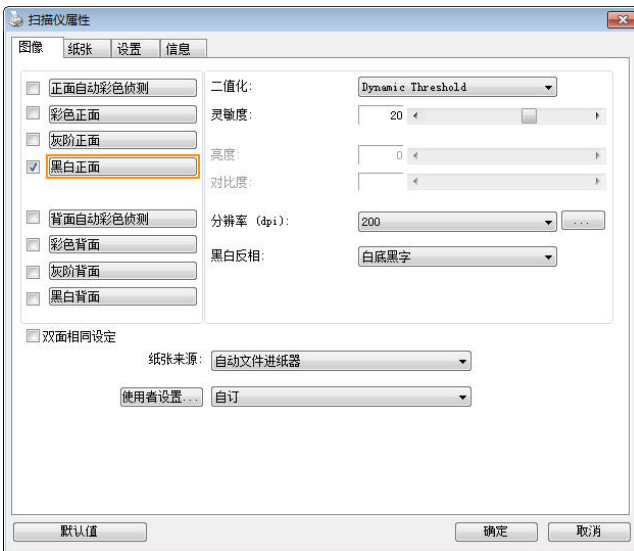 扫描仪属性
图像 纸张 设置 信息
正面自动彩色侦测 二值化: Dynamic Threshold
彩色正面 灵敏度: 20
灰阶正面
亮度: 0
黑白正面
对比度:
背面自动彩色侦测 分辨率 (dpi): 200 ...
彩色背面
黑白反相: 白底黑字
灰阶背面
黑白背面
双面相同设定
纸张来源: 自动文件进纸器
使用者设置... 自订
默认值 确定 取消